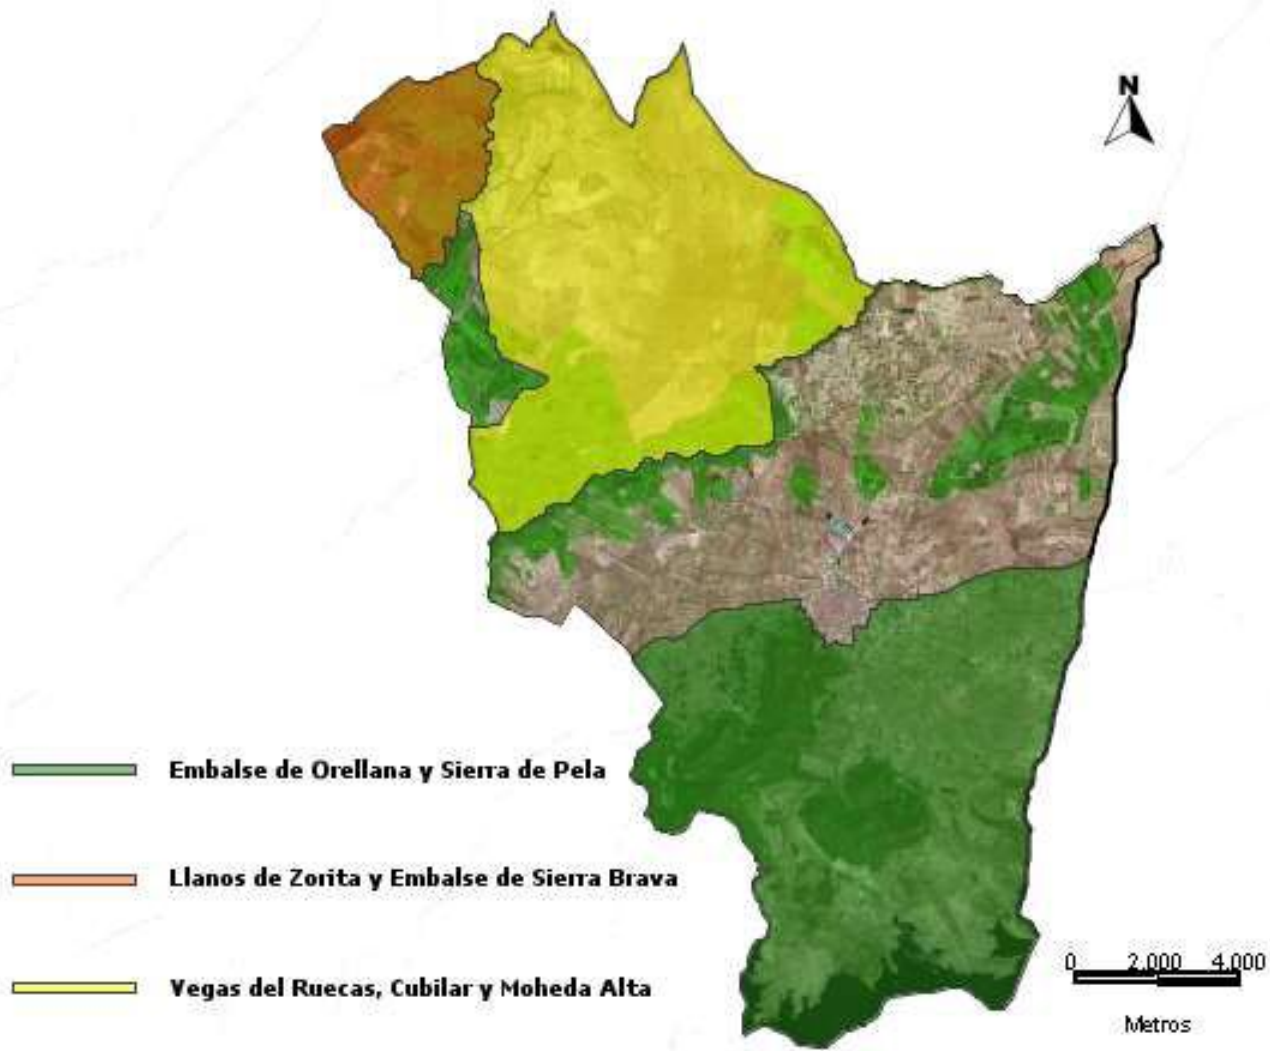 N
Embalse de Orellana y Sierra de Pela
Llanos de Zorita y Embalse de Sierra Brava
Vegas del Ruecas, Cubilar y Moheda Alta
0 2.000 4.000
Metros